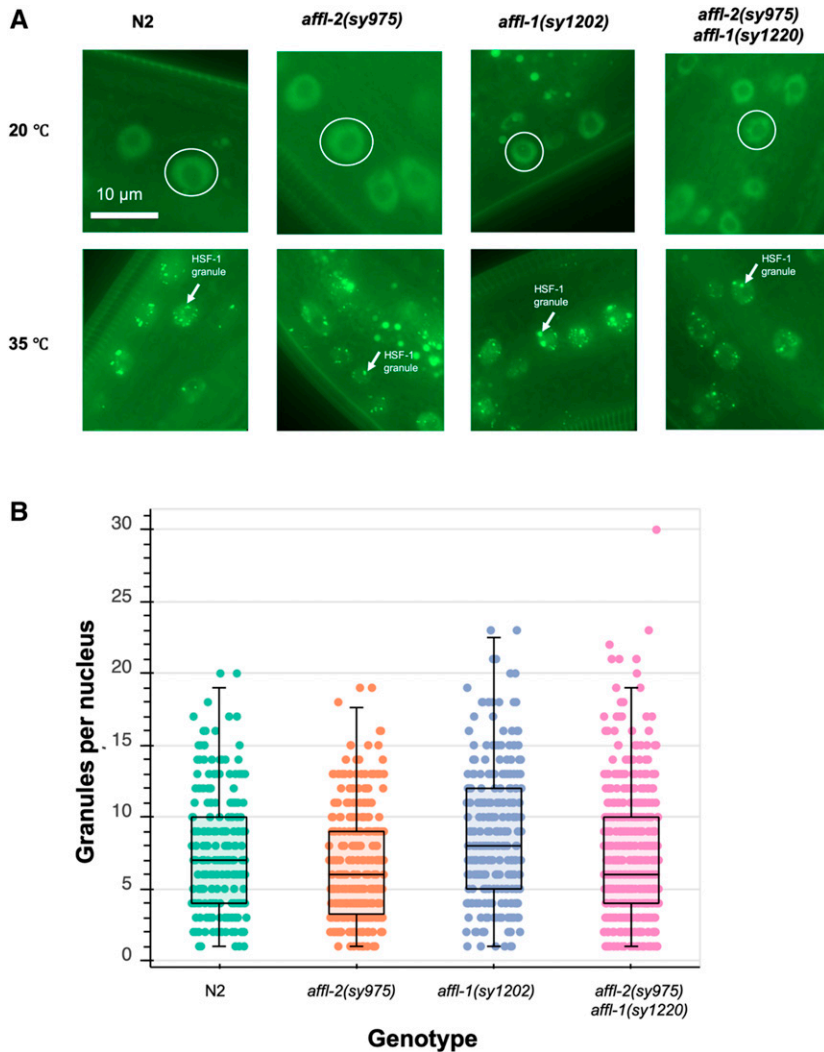 A
N2
affl-2(sy975)
affl-1(sy1202)
affl-2(sy975)
affl-1(sy1220)
20 ℃
10 µm
35 ℃
HSF-1
granule
HSF-1
granule
HSF-1
granule
HSF-1
granule
B
Granules per nucleus
30
25
20
15
10
5
0
N2
affl-2(sy975)
affl-1(sy1202)
affl-2(sy975)
affl-1(sy1220)
Genotype